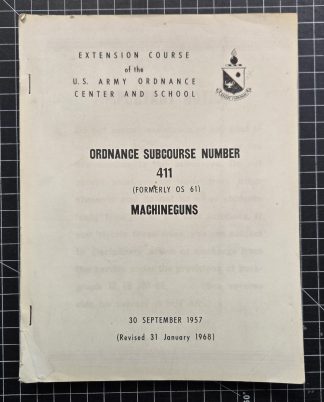 EXTENSION COURSE
of the
U.S. ARMY ORDNANCE
CENTER AND SCHOOL
ORDNANCE SUBCOURSE NUMBER
411
(FORMERLY OS 61)
MACHINEGUNS
30 SEPTEMBER 1957
(Revised 31 January 1968)